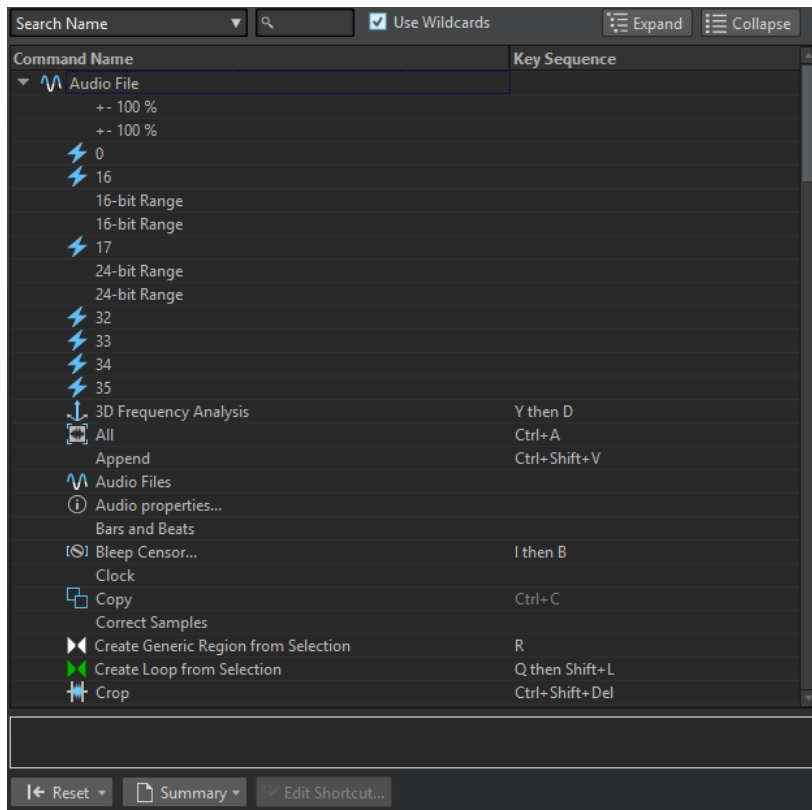 Search Name Use Wildcards Expand Collapse
Command Name Key Sequence
Audio File
+- 100 %
+- 100 %
0
16
16-bit Range
16-bit Range
17
24-bit Range
24-bit Range
32
33
34
35
3D Frequency Analysis Y then D
All Ctrl+A
Append Ctrl+Shift+V
Audio Files
Audio properties...
Bars and Beats
Bleep Censor... I then B
Clock
Copy Ctrl+C
Correct Samples
Create Generic Region from Selection R
Create Loop from Selection Q then Shift+L
Crop Ctrl+Shift+Del
Reset Summary Edit Shortcut...